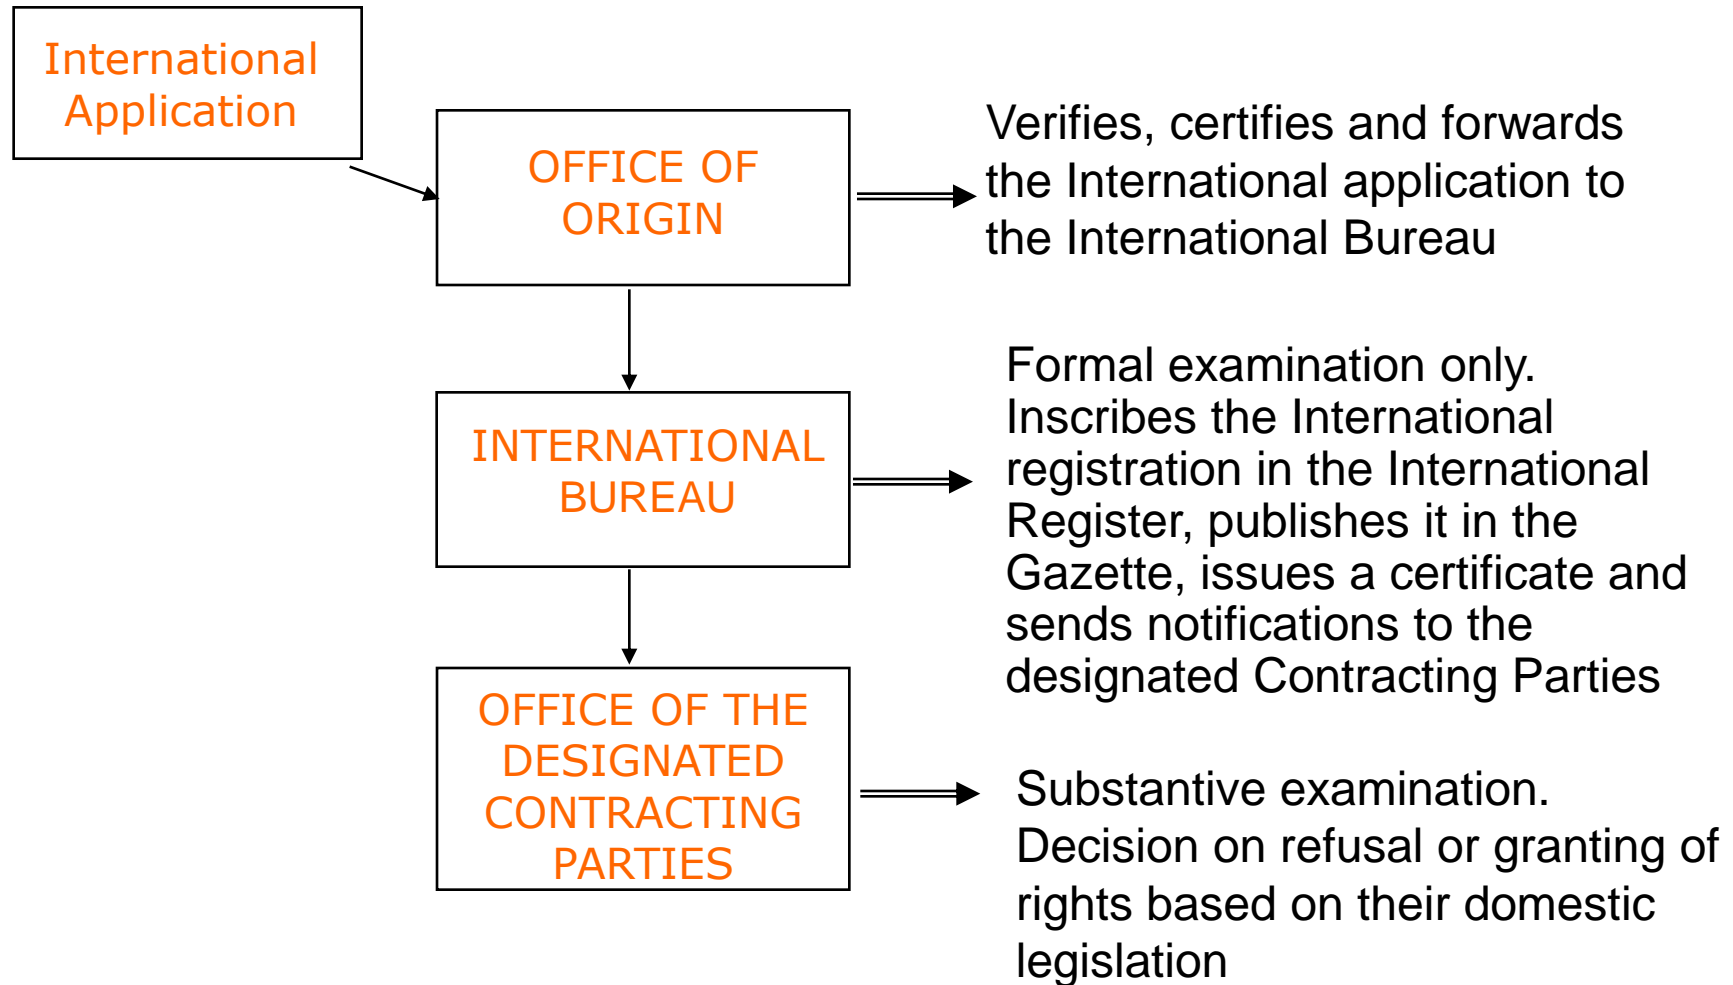 International
Application
OFFICE OF
ORIGIN
Verifies, certifies and forwards
the International application to
the International Bureau
INTERNATIONAL
BUREAU
Formal examination only.
Inscribes the International
registration in the International
Register, publishes it in the
Gazette, issues a certificate and
sends notifications to the
designated Contracting Parties
OFFICE OF THE
DESIGNATED
CONTRACTING
PARTIES
Substantive examination.
Decision on refusal or granting of
rights based on their domestic
legislation